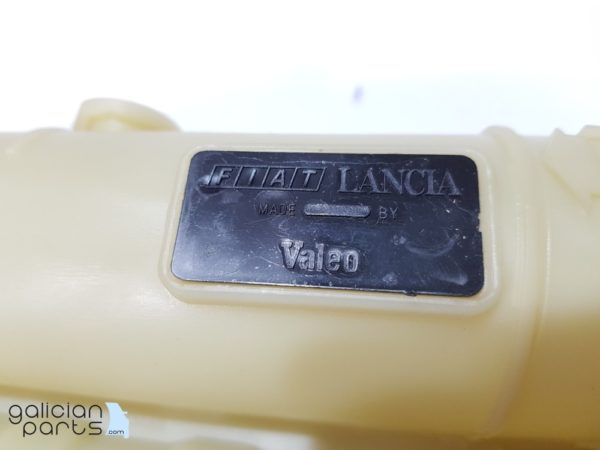 FIAT LANCIA
MADE BY
Valeo
galician
parts.com